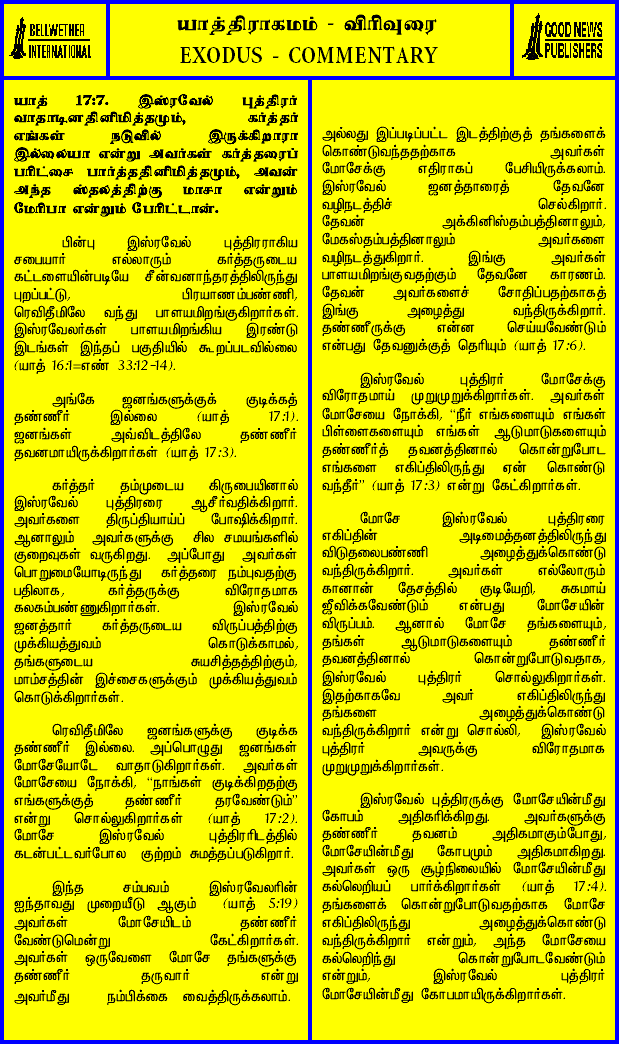 BELLWETHER
INTERNATIONAL
யாத்திராகமம் - விரிவுரை
EXODUS - COMMENTARY
GOOD NEWS
PUBLISHERS
யாத் 17:7. இஸ்ரவேல் புத்திரர்
வாதாடினதினிமித்தமும், கர்த்தர்
எங்கள் நடுவில் இருக்கிறாரா
இல்லையா என்று அவர்கள் கர்த்தரைப்
பரிட்சை பார்த்ததினிமித்தமும், அவன்
அந்த ஸ்தலத்திற்கு மாசா என்றும்
மேரிபா என்றும் பேரிட்டான்.
பின்பு இஸ்ரவேல் புத்திரராகிய
சபையார் எல்லாரும் கர்த்தருடைய
கட்டளையின்படியே சீன்வனாந்தரத்திலிருந்து
புறப்பட்டு, பிரயாணம்பண்ணி,
ரெவிதீமிலே வந்து பாளயமிறங்குகிறார்கள்.
இஸ்ரவேலர்கள் பாளயமிறங்கிய இரண்டு
இடங்கள் இந்தப் பகுதியில் கூறப்படவில்லை
(யாத் 16:1=எண் 33:12-14).
அங்கே ஜனங்களுக்குக் குடிக்கத்
தண்ணீர் இல்லை (யாத் 17:1).
ஜனங்கள் அவ்விடத்திலே தண்ணீர்
தவனமாயிருக்கிறார்கள் (யாத் 17:3).
கர்த்தர் தம்முடைய கிருபையினால்
இஸ்ரவேல் புத்திரரை ஆசீர்வதிக்கிறார்.
அவர்களை திருப்தியாய்ப் போஷிக்கிறார்.
ஆனாலும் அவர்களுக்கு சில சமயங்களில்
குறைவுகள் வருகிறது. அப்போது அவர்கள்
பொறுமையோடிருந்து கர்த்தரை நம்புவதற்கு
பதிலாக, கர்த்தருக்கு விரோதமாக
கலகம்பண்ணுகிறார்கள். இஸ்ரவேல்
ஜனத்தார் கர்த்தருடைய விருப்பத்திற்கு
முக்கியத்துவம் கொடுக்காமல்,
தங்களுடைய சுயசித்தத்திற்கும்,
மாம்சத்தின் இச்சைகளுக்கும் முக்கியத்துவம்
கொடுக்கிறார்கள்.
ரெவிதீமிலே ஜனங்களுக்கு குடிக்க
தண்ணீர் இல்லை. அப்பொழுது ஜனங்கள்
மோசேயோடே வாதாடுகிறார்கள். அவர்கள்
மோசேயை நோக்கி, “நாங்கள் குடிக்கிறதற்கு
எங்களுக்குத் தண்ணீர் தரவேண்டும்”
என்று சொல்லுகிறார்கள் (யாத் 17:2).
மோசே இஸ்ரவேல் புத்திரரிடத்தில்
கடன்பட்டவர்போல குற்றம் சுமத்தப்படுகிறார்.
இந்த சம்பவம் இஸ்ரவேலரின்
ஐந்தாவது முறையீடு ஆகும் (யாத் 5:19)
அவர்கள் மோசேயிடம் தண்ணீர்
வேண்டுமென்று கேட்கிறார்கள்.
அவர்கள் ஒருவேளை மோசே தங்களுக்கு
தண்ணீர் தருவார் என்று
அவர்மீது நம்பிக்கை வைத்திருக்கலாம்.
அல்லது இப்படிப்பட்ட இடத்திற்குத் தங்களைக்
கொண்டுவந்ததற்காக அவர்கள்
மோசேக்கு எதிராகப் பேசியிருக்கலாம்.
இஸ்ரவேல் ஜனத்தாரைத் தேவனே
வழிநடத்திச் செல்கிறார்.
தேவன் அக்கினிஸ்தம்பத்தினாலும்,
மேகஸ்தம்பத்தினாலும் அவர்களை
வழிநடத்துகிறார். இங்கு அவர்கள்
பாளயமிறங்குவதற்கும் தேவனே காரணம்.
தேவன் அவர்களைச் சோதிப்பதற்காகத்
இங்கு அழைத்து வந்திருக்கிறார்.
தண்ணீருக்கு என்ன செய்யவேண்டும்
என்பது தேவனுக்குத் தெரியும் (யாத் 17:6).
இஸ்ரவேல் புத்திரர் மோசேக்கு
விரோதமாய் முறுமுறுக்கிறார்கள். அவர்கள்
மோசேயை நோக்கி, “நீர் எங்களையும் எங்கள்
பிள்ளைகளையும் எங்கள் ஆடுமாடுகளையும்
தண்ணீர்த் தவனத்தினால் கொன்றுபோட
எங்களை எகிப்திலிருந்து ஏன் கொண்டு
வந்தீர்” (யாத் 17:3) என்று கேட்கிறார்கள்.
மோசே இஸ்ரவேல் புத்திரரை
எகிப்தின் அடிமைத்தனத்திலிருந்து
விடுதலைபண்ணி அழைத்துக்கொண்டு
வந்திருக்கிறார். அவர்கள் எல்லோரும்
கானான் தேசத்தில் குடியேறி, சுகமாய்
ஜீவிக்கவேண்டும் என்பது மோசேயின்
விருப்பம். ஆனால் மோசே தங்களையும்,
தங்கள் ஆடுமாடுகளையும் தண்ணீர்
தவனத்தினால் கொன்றுபோடுவதாக,
இஸ்ரவேல் புத்திரர் சொல்லுகிறார்கள்.
இதற்காகவே அவர் எகிப்திலிருந்து
தங்களை அழைத்துக்கொண்டு
வந்திருக்கிறார் என்று சொல்லி, இஸ்ரவேல்
புத்திரர் அவருக்கு விரோதமாக
முறுமுறுக்கிறார்கள்.
இஸ்ரவேல் புத்திரருக்கு மோசேயின்மீது
கோபம் அதிகரிக்கிறது. அவர்களுக்கு
தண்ணீர் தவனம் அதிகமாகும்போது,
மோசேயின்மீது கோபமும் அதிகமாகிறது.
அவர்கள் ஒரு சூழ்நிலையில் மோசேயின்மீது
கல்லெறியப் பார்க்கிறார்கள் (யாத் 17:4).
தங்களைக் கொன்றுபோடுவதற்காக மோசே
எகிப்திலிருந்து அழைத்துக்கொண்டு
வந்திருக்கிறார் என்றும், அந்த மோசேயை
கல்லெறிந்து கொன்றுபோடவேண்டும்
என்றும், இஸ்ரவேல் புத்திரர்
மோசேயின்மீது கோபமாயிருக்கிறார்கள்.